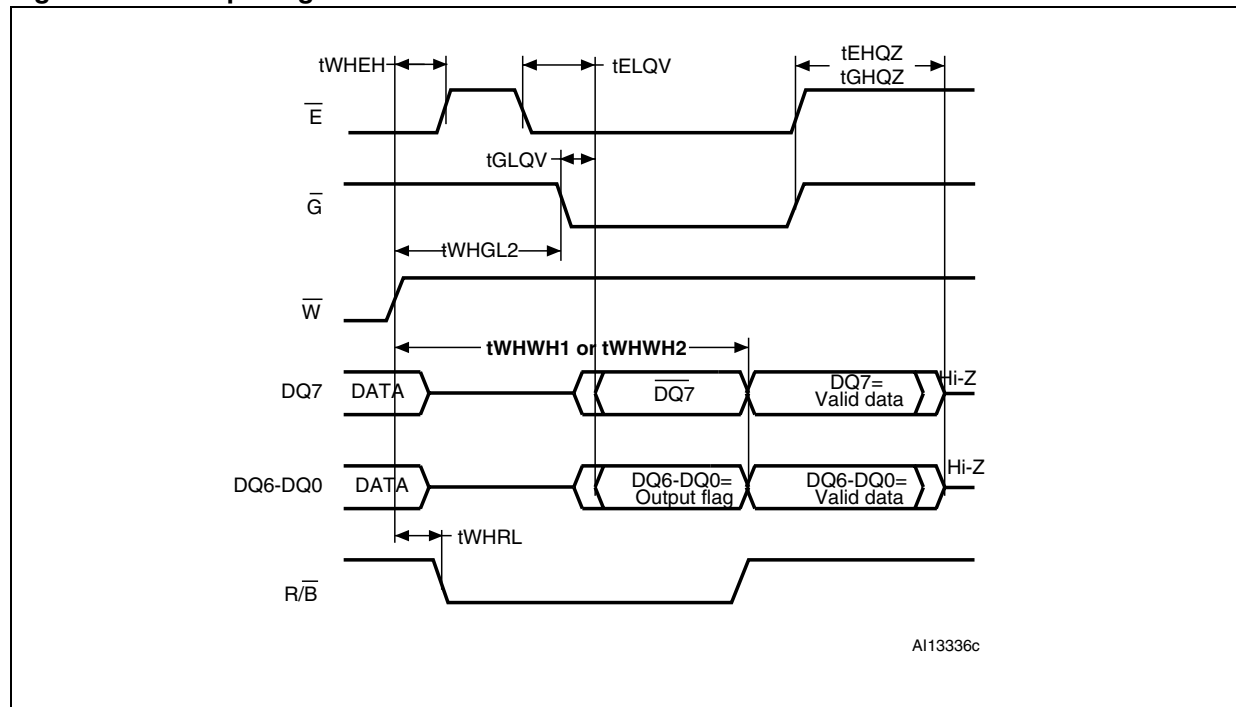 tWHEH
tELQV
tEHQZ
tGHQZ
E̅
tGLQV
G̅
tWHGL2
W̅
tWHWH1 or tWHWH2
DQ7
DATA
D̅Q̅7̅
DQ7=
Valid data
Hi-Z
DQ6-DQ0
DATA
DQ6-DQ0=
Output flag
DQ6-DQ0=
Valid data
Hi-Z
tWHRL
R/B̅
AI13336c